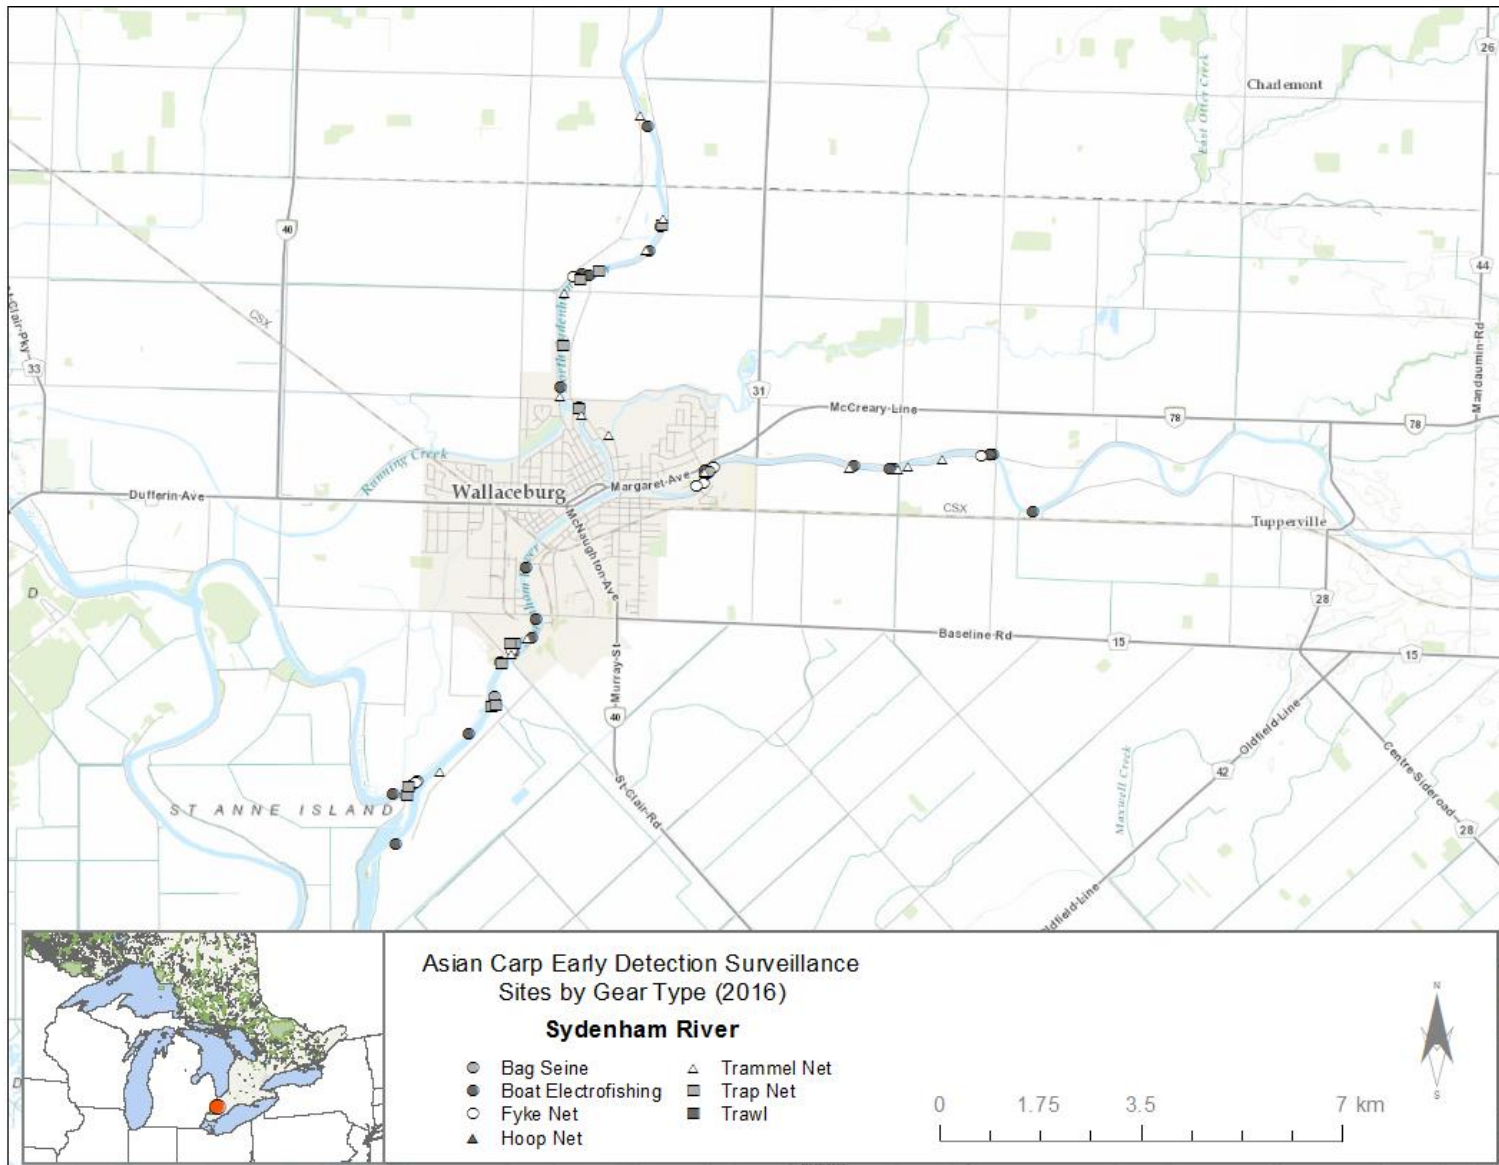 26
Charlemont
East Otter Creek
40
44
CSX
McClair-Pky
33
31
Mandaumin-Rd
McCreary-Line
78
78
Running Creek
Margaret-Ave
Wallaceburg
Dufferin-Ave
CSX
Tupperville
McNaughton-Ave
D
28
Baseline Rd
15
15
Murray-St
40
Oldfield-Line
42
Centre-Sideroad
St-Clair-Rd
Maxwell Creek
ST ANNE ISLAND
28
Asian Carp Early Detection Surveillance
Sites by Gear Type (2016)
Sydenham River
Bag Seine
Boat Electrofishing
Fyke Net
Hoop Net
Trammel Net
Trap Net
Trawl
N
S
0 1.75 3.5 7 km